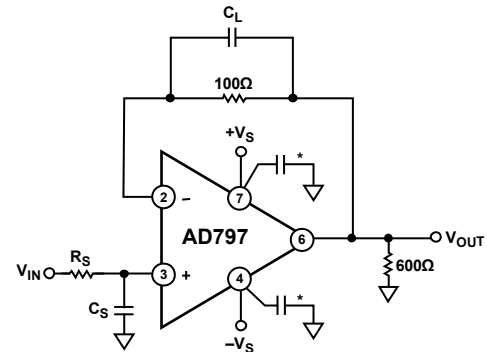 C_L
100Ω
+V_S
*
2
-
7
AD797
6
V_OUT
R_S
V_IN
3
+
4
600Ω
C_S
*
–V_S